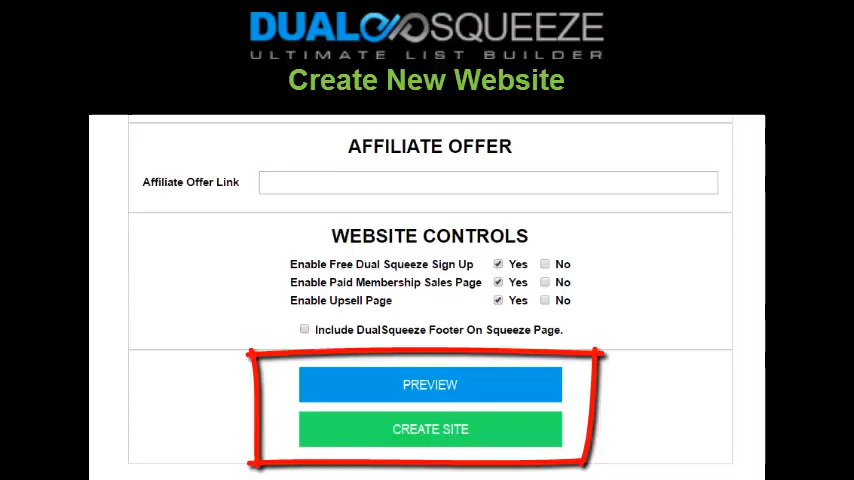 DUAL SQUEEZE
ULTIMATE LIST BUILDER
Create New Website
AFFILIATE OFFER
Affiliate Offer Link
WEBSITE CONTROLS
Enable Free Dual Squeeze Sign Up Yes No
Enable Paid Membership Sales Page Yes No
Enable Upsell Page Yes No
Include DualSqueeze Footer On Squeeze Page.
PREVIEW
CREATE SITE